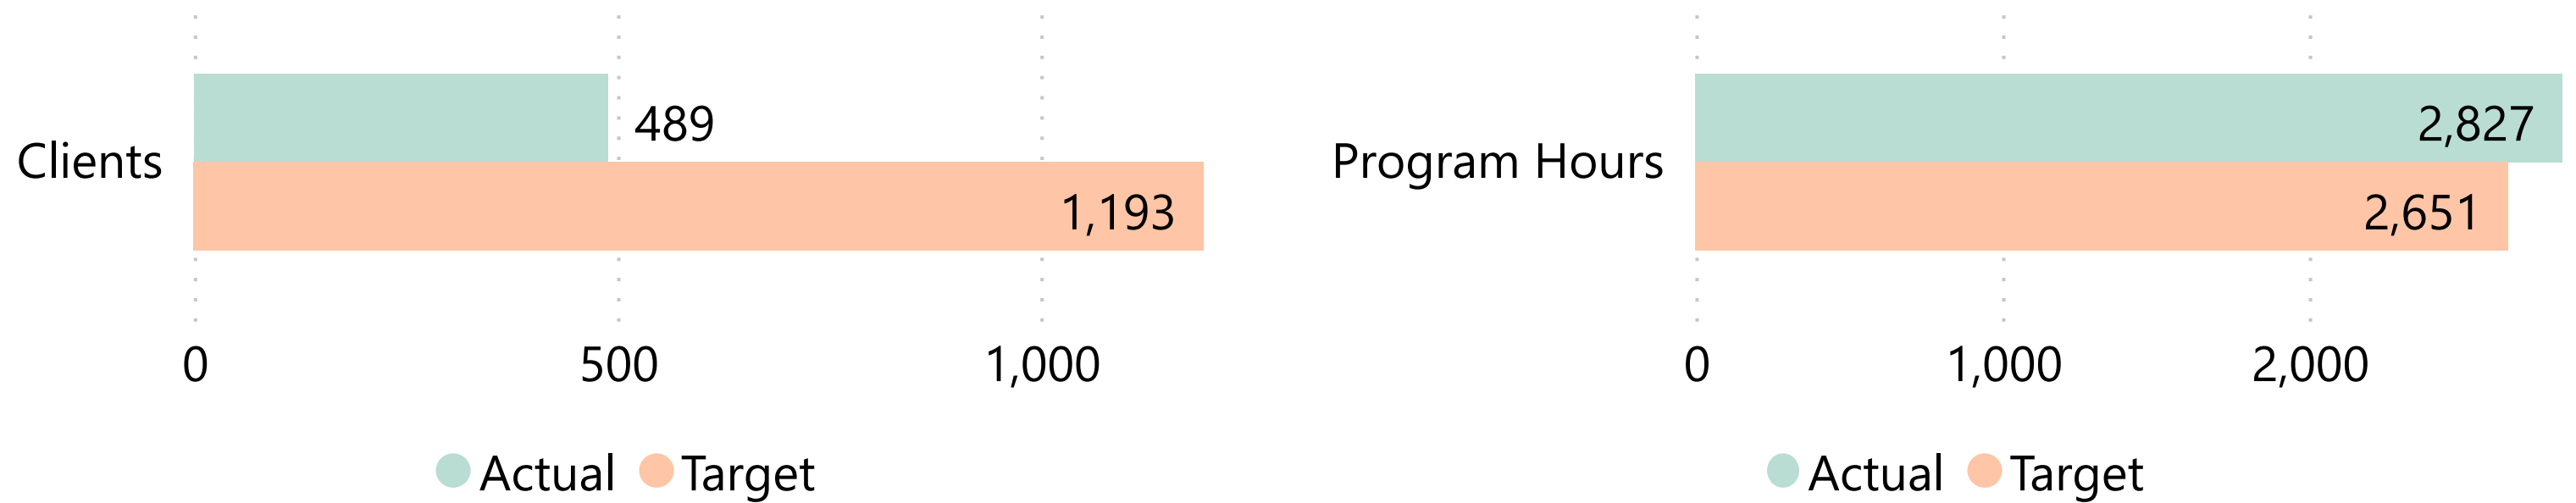 Clients
489
1,193
0
500
1,000
Actual
Target
Program Hours
2,827
2,651
0
1,000
2,000
Actual
Target